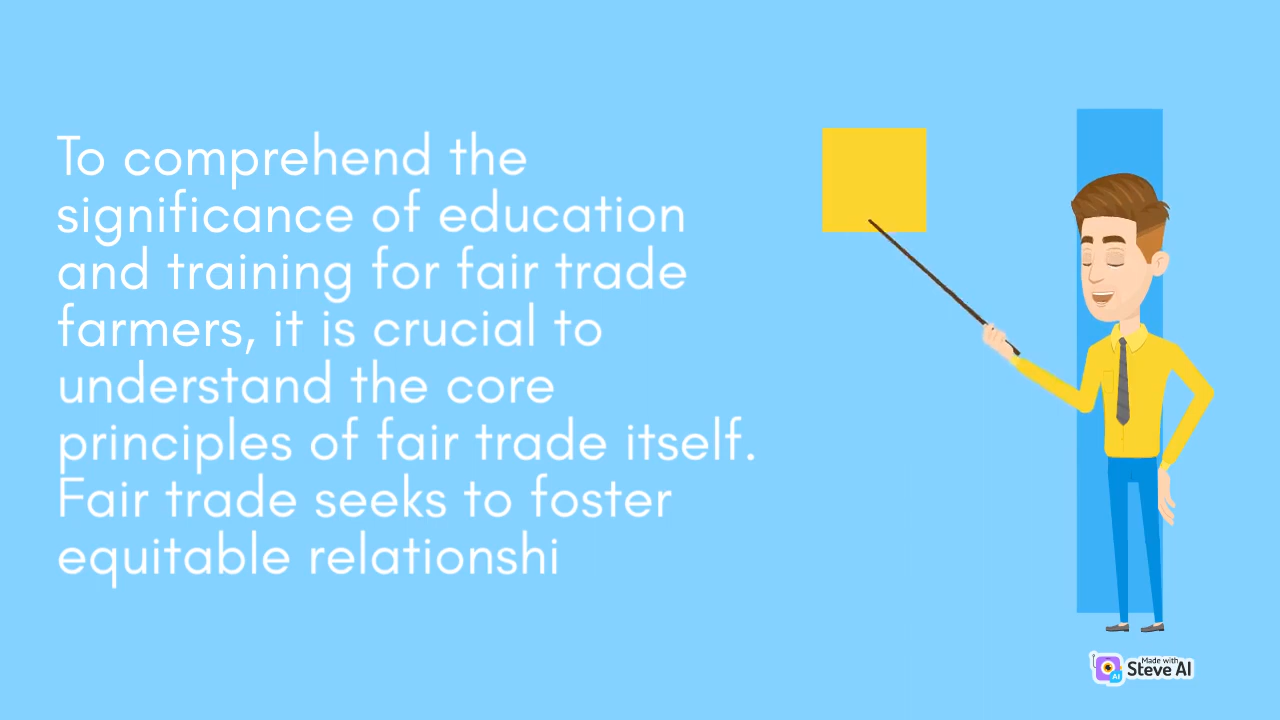 To comprehend the
significance of education
and training for fair trade
farmers, it is crucial to
understand the core
principles of fair trade itself.
Fair trade seeks to foster
equitable relationshi
Made with
Steve AI
AI